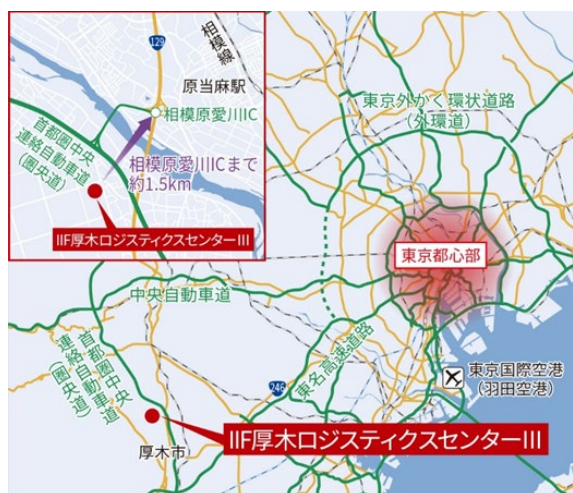 129
相模線
原当麻駅
相模原愛川IC
首都圏中央
連絡自動車道
(圏央道)
相模原愛川ICまで
約1.5km
IIF厚木ロジスティクスセンターIII
東京外かく環状道路
(外環道)
東京都心部
中央自動車道
首都圏中央
連絡自動車道
(圏央道)
東名高速道路
246
東京国際空港
(羽田空港)
IIF厚木ロジスティクスセンターIII
厚木市